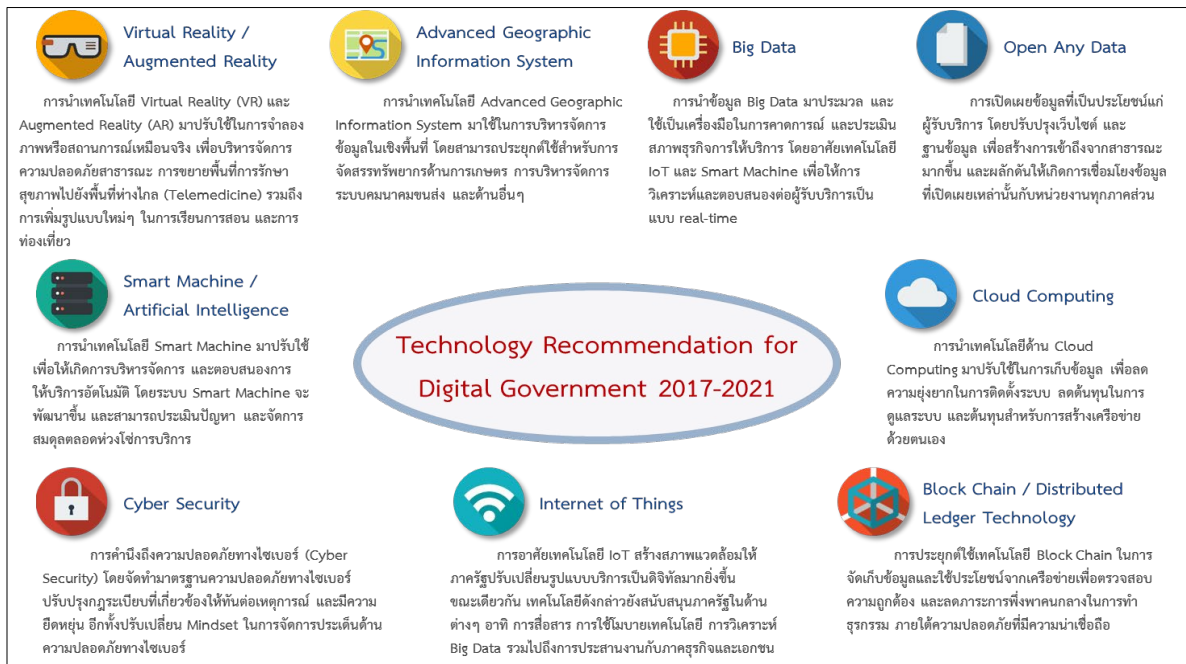 Virtual Reality /
Augmented Reality
การนำเทคโนโลยี Virtual Reality (VR) และ
Augmented Reality (AR) มาปรับใช้ในการจำลอง
ภาพหรือสถานการณ์เหมือนจริง เพื่อบริหารจัดการ
ความปลอดภัยสาธารณะ การขยายพื้นที่การรักษา
สุขภาพไปยังพื้นที่ห่างไกล (Telemedicine) รวมถึง
การเพิ่มรูปแบบใหม่ๆ ในการเรียนการสอน และการ
ท่องเที่ยว
Advanced Geographic
Information System
การนำเทคโนโลยี Advanced Geographic
Information System มาใช้ในการบริหารจัดการ
ข้อมูลในเชิงพื้นที่ โดยสามารถประยุกต์ใช้สำหรับการ
จัดสรรทรัพยากรด้านการเกษตร การบริหารจัดการ
ระบบคมนาคมขนส่ง และด้านอื่นๆ
Big Data
การนำข้อมูล Big Data มาประมวล และ
ใช้เป็นเครื่องมือในการคาดการณ์ และประเมิน
สภาพธุรกิจการให้บริการ โดยอาศัยเทคโนโลยี
IoT และ Smart Machine เพื่อให้การ
วิเคราะห์และตอบสนองต่อผู้รับบริการเป็น
แบบ real-time
Open Any Data
การเปิดเผยข้อมูลที่เป็นประโยชน์แก่
ผู้รับบริการ โดยปรับปรุงเว็บไซต์ และ
ฐานข้อมูล เพื่อสร้างการเข้าถึงจากสาธารณะ
มากขึ้น และผลักดันให้เกิดการเชื่อมโยงข้อมูล
ที่เปิดเผยเหล่านั้นกับหน่วยงานทุกภาคส่วน
Smart Machine /
Artificial Intelligence
การนำเทคโนโลยี Smart Machine มาปรับใช้
เพื่อให้เกิดการบริหารจัดการ และตอบสนองการ
ให้บริการอัตโนมัติ โดยระบบ Smart Machine จะ
พัฒนาขึ้น และสามารถประเมินปัญหา และจัดการ
สมดุลตลอดห่วงโซ่การบริการ
Technology Recommendation for
Digital Government 2017-2021
Cloud Computing
การนำเทคโนโลยีด้าน Cloud
Computing มาปรับใช้ในการเก็บข้อมูล เพื่อลด
ความยุ่งยากในการติดตั้งระบบ ลดต้นทุนในการ
ดูแลระบบ และต้นทุนสำหรับการสร้างเครือข่าย
ด้วยตนเอง
Cyber Security
การคำนึงถึงความปลอดภัยทางไซเบอร์ (Cyber
Security) โดยจัดทำมาตรฐานความปลอดภัยทางไซเบอร์
ปรับปรุงกฎระเบียบที่เกี่ยวข้องให้ทันต่อเหตุการณ์ และมีความ
ยืดหยุ่น อีกทั้งปรับเปลี่ยน Mindset ในการจัดการประเด็นด้าน
ความปลอดภัยทางไซเบอร์
Internet of Things
การอาศัยเทคโนโลยี IoT สร้างสภาพแวดล้อมให้
ภาครัฐปรับเปลี่ยนรูปแบบบริการเป็นดิจิทัลมากยิ่งขึ้น
ขณะเดียวกัน เทคโนโลยีดังกล่าวยังสนับสนุนภาครัฐในด้าน
ต่างๆ อาทิ การสื่อสาร การใช้โมบายเทคโนโลยี การวิเคราะห์
Big Data รวมไปถึงการประสานงานกับภาคธุรกิจและเอกชน
Block Chain / Distributed
Ledger Technology
การประยุกต์ใช้เทคโนโลยี Block Chain ในการ
จัดเก็บข้อมูลและใช้ประโยชน์จากเครือข่ายเพื่อตรวจสอบ
ความถูกต้อง และลดภาระการพึ่งพาคนกลางในการทำ
ธุรกรรม ภายใต้ความปลอดภัยที่มีความน่าเชื่อถือ